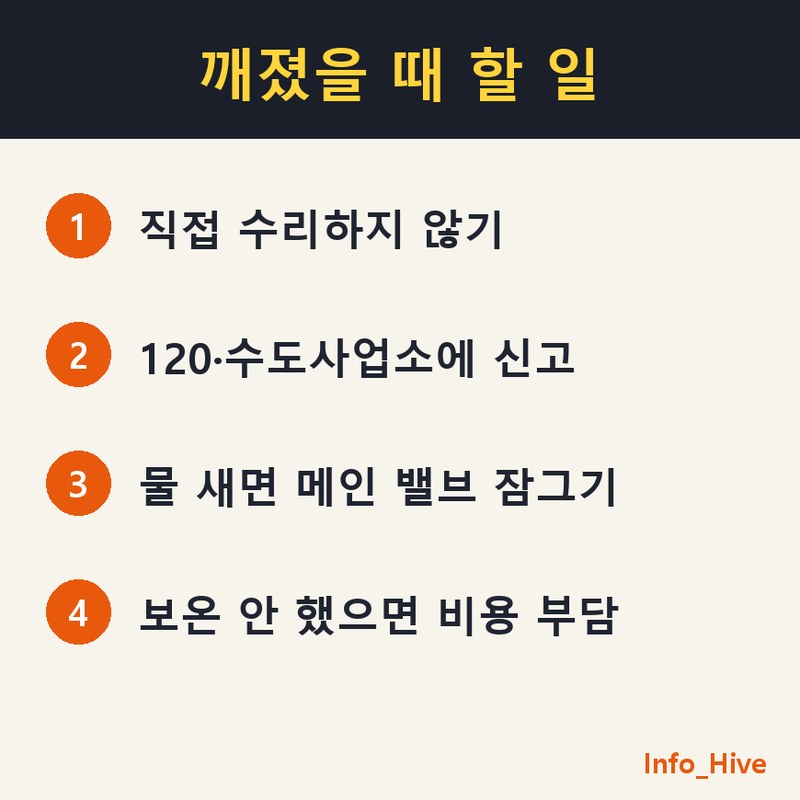 깨졌을 때 할 일
1 직접 수리하지 않기
2 120·수도사업소에 신고
3 물 새면 메인 밸브 잠그기
4 보온 안 했으면 비용 부담
Info_Hive